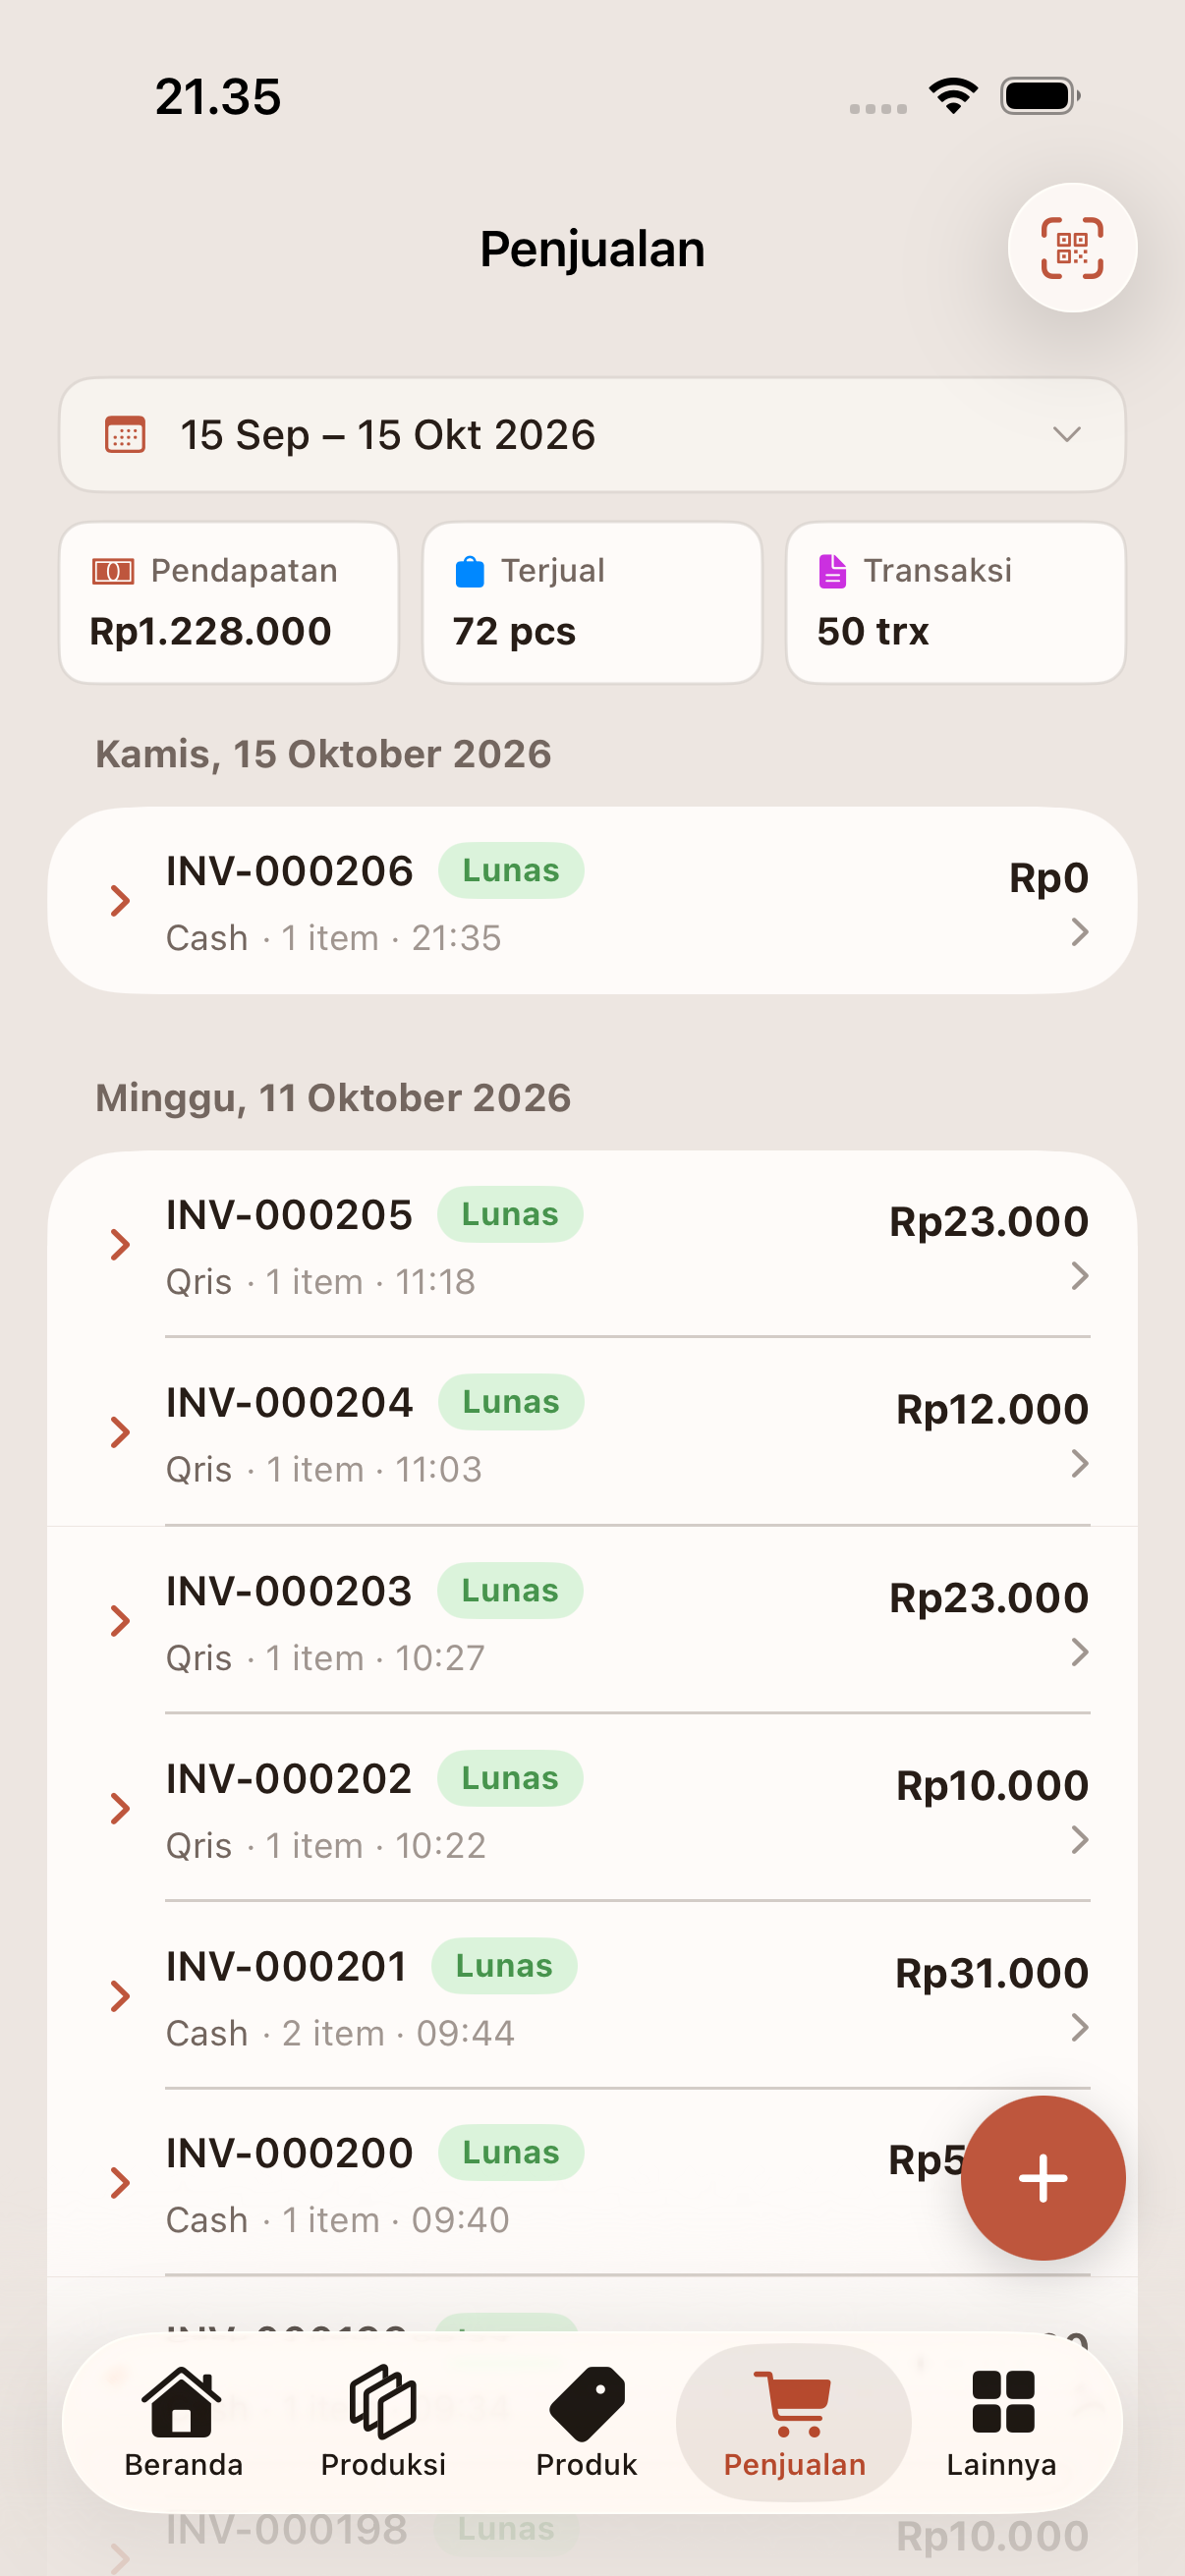 21.35
Penjualan
15 Sep – 15 Okt 2026
Pendapatan
Rp1.228.000
Terjual
72 pcs
Transaksi
50 trx
Kamis, 15 Oktober 2026
INV-000206 Lunas
Rp0
Cash · 1 item · 21:35
Minggu, 11 Oktober 2026
INV-000205 Lunas
Rp23.000
Qris · 1 item · 11:18
INV-000204 Lunas
Rp12.000
Qris · 1 item · 11:03
INV-000203 Lunas
Rp23.000
Qris · 1 item · 10:27
INV-000202 Lunas
Rp10.000
Qris · 1 item · 10:22
INV-000201 Lunas
Rp31.000
Cash · 2 item · 09:44
INV-000200 Lunas
Rp5
Cash · 1 item · 09:40
Beranda
Produksi
Produk
Penjualan
Lainnya
INV-000198 Lunas
Rp10.000